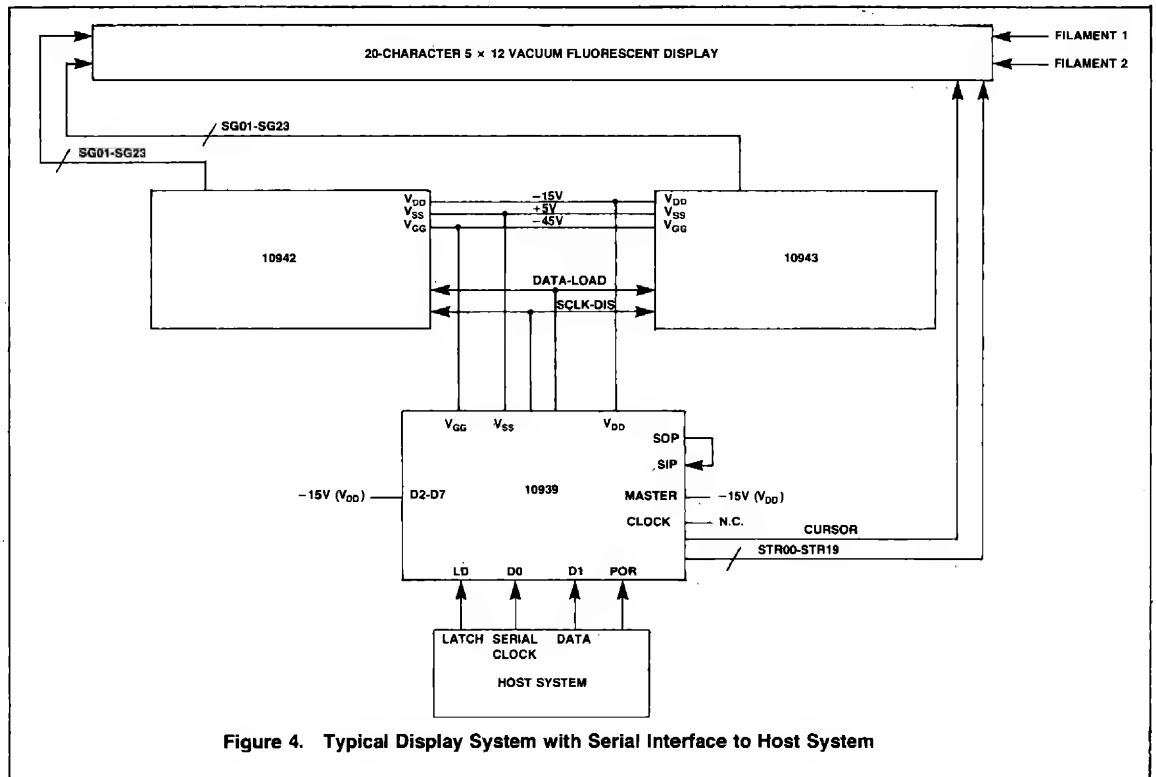 20-CHARACTER 5 × 12 VACUUM FLUORESCENT DISPLAY
FILAMENT 1
FILAMENT 2
SG01-SG23
SG01-SG23
VDD
VSS
VGG
−15V
+5V
−45V
VDD
VSS
VGG
10942
10943
DATA-LOAD
SCLK-DIS
VGG
VSS
VDD
SOP
SIP
−15V (VDD)
D2-D7
10939
MASTER
−15V (VDD)
CLOCK
N.C.
CURSOR
STR00-STR19
LD
D0
D1
POR
LATCH
SERIAL
CLOCK
DATA
HOST SYSTEM
Figure 4. Typical Display System with Serial Interface to Host System